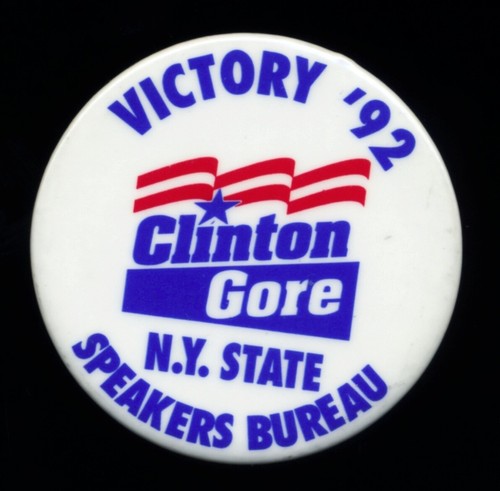 VICTORY '92
Clinton
Gore
N.Y. STATE
SPEAKERS BUREAU